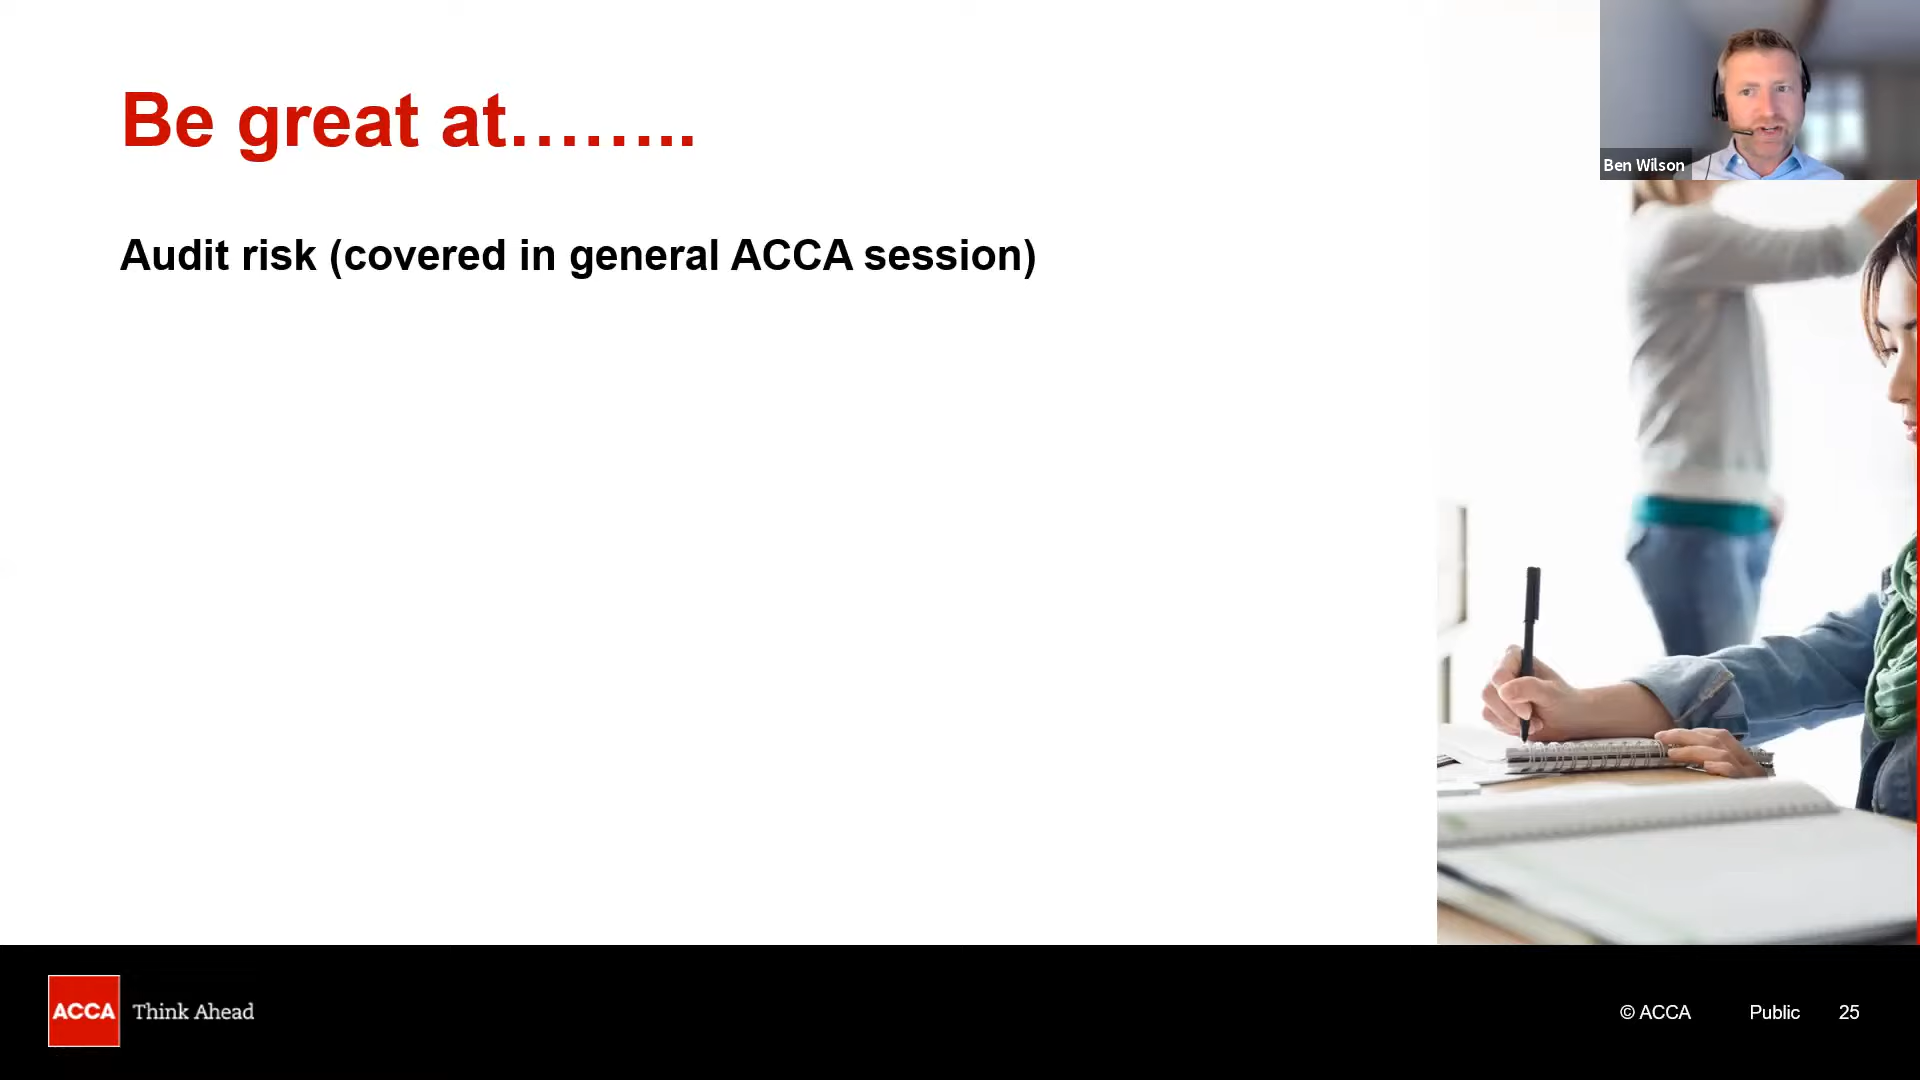 Be great at……..
Ben Wilson
Audit risk (covered in general ACCA session)
ACCA
Think Ahead
© ACCA
Public
25